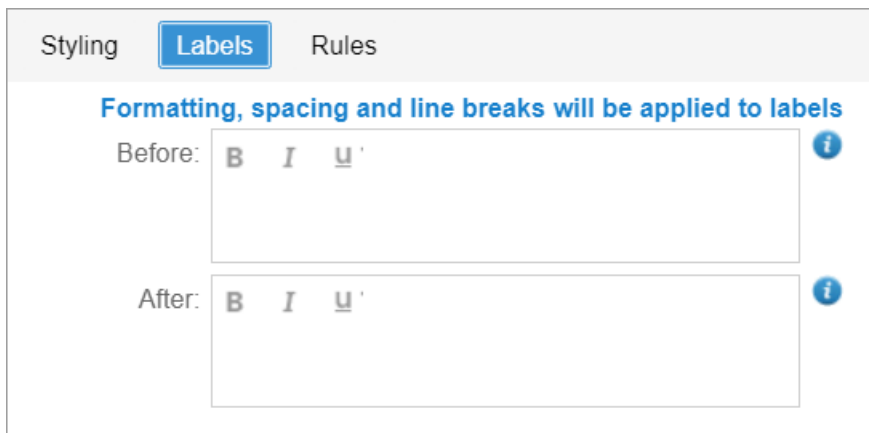 Styling Labels Rules
Formatting, spacing and line breaks will be applied to labels
Before: B I U i
After: B I U i